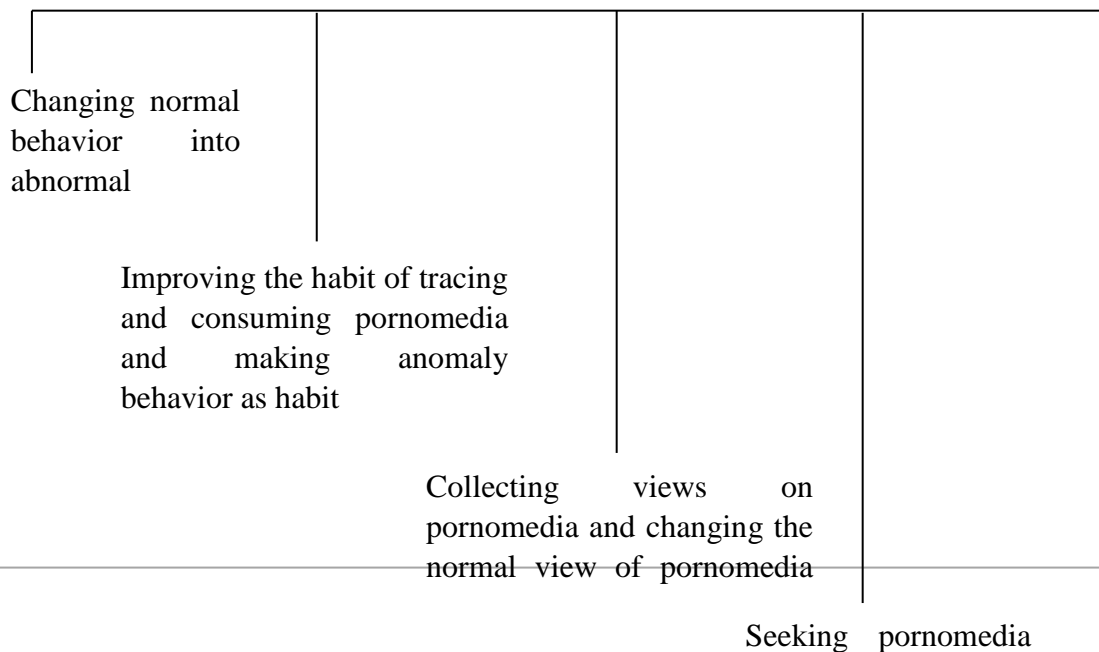 Changing normal
behavior into
abnormal
Improving the habit of tracing
and consuming pornomedia
and making anomaly
behavior as habit
Collecting views on
pornomedia and changing the
normal view of pornomedia
Seeking pornomedia